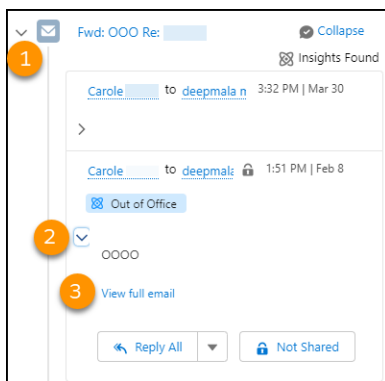 Fwd: OOO Re:
Collapse
1
Insights Found
Carole to deepmala n 3:32 PM | Mar 30
Carole to deepmala 1:51 PM | Feb 8
Out of Office
2
OOOO
3 View full email
Reply All
Not Shared